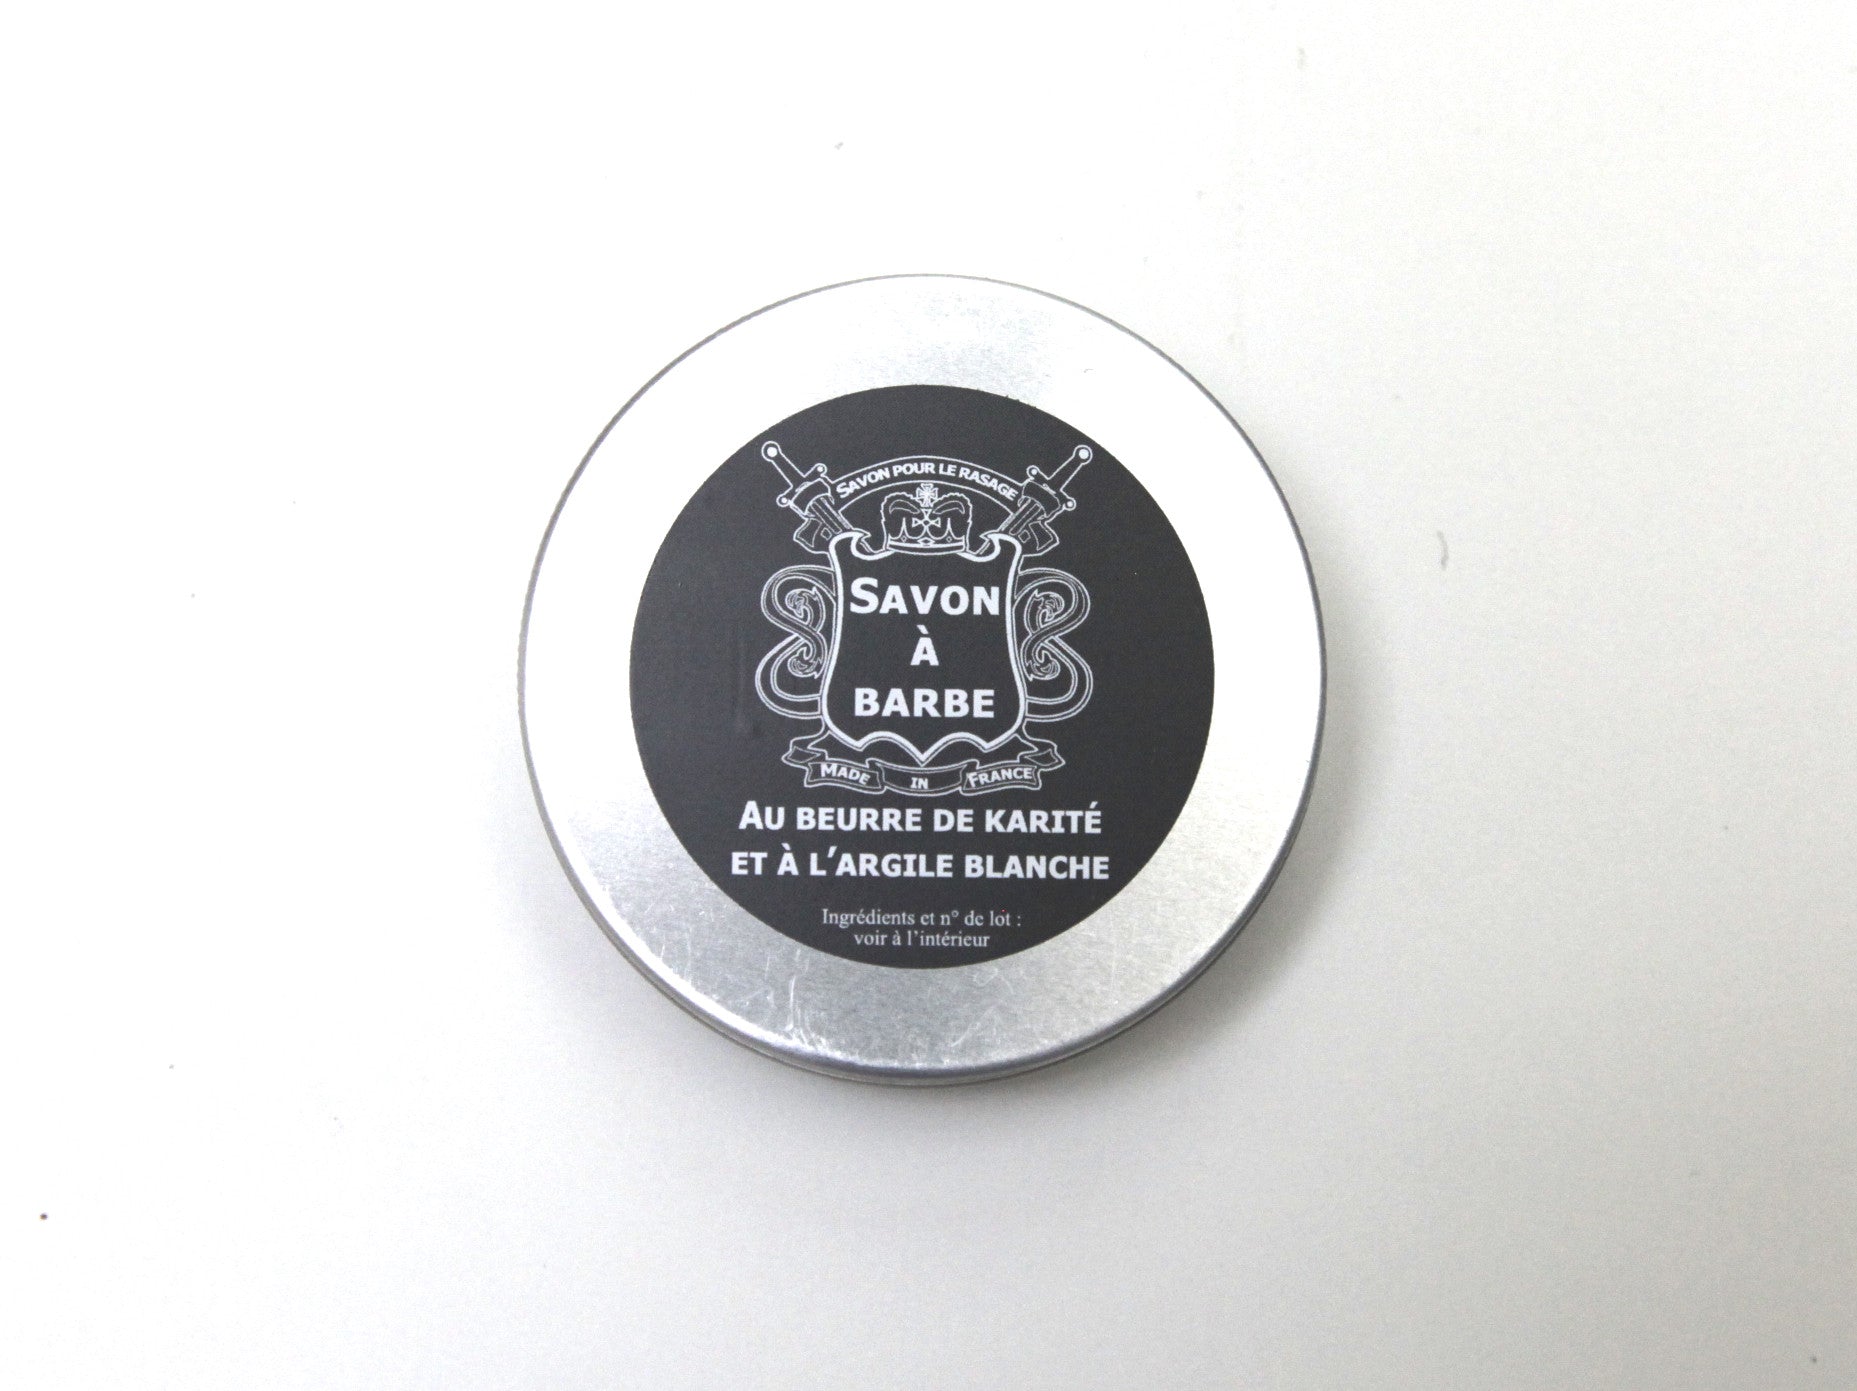 SAVON POUR LE RASAGE
SAVON
À
BARBE
MADE IN FRANCE
AU BEURRE DE KARITÉ
ET À L'ARGILE BLANCHE
Ingrédients et n° de lot :
voir à l'intérieur